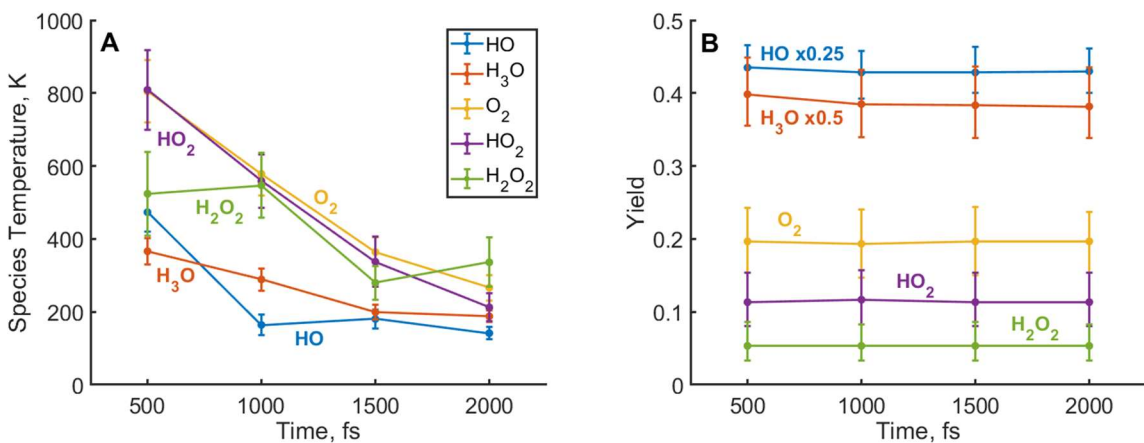 A
1000
800
600
400
200
0
Species Temperature, K
500 1000 1500 2000
Time, fs
HO
H₃O
O₂
HO₂
H₂O₂
HO₂
H₂O₂
O₂
H₃O
HO
B
0.5
0.4
0.3
0.2
0.1
0
Yield
500 1000 1500 2000
Time, fs
HO x0.25
H₃O x0.5
O₂
HO₂
H₂O₂